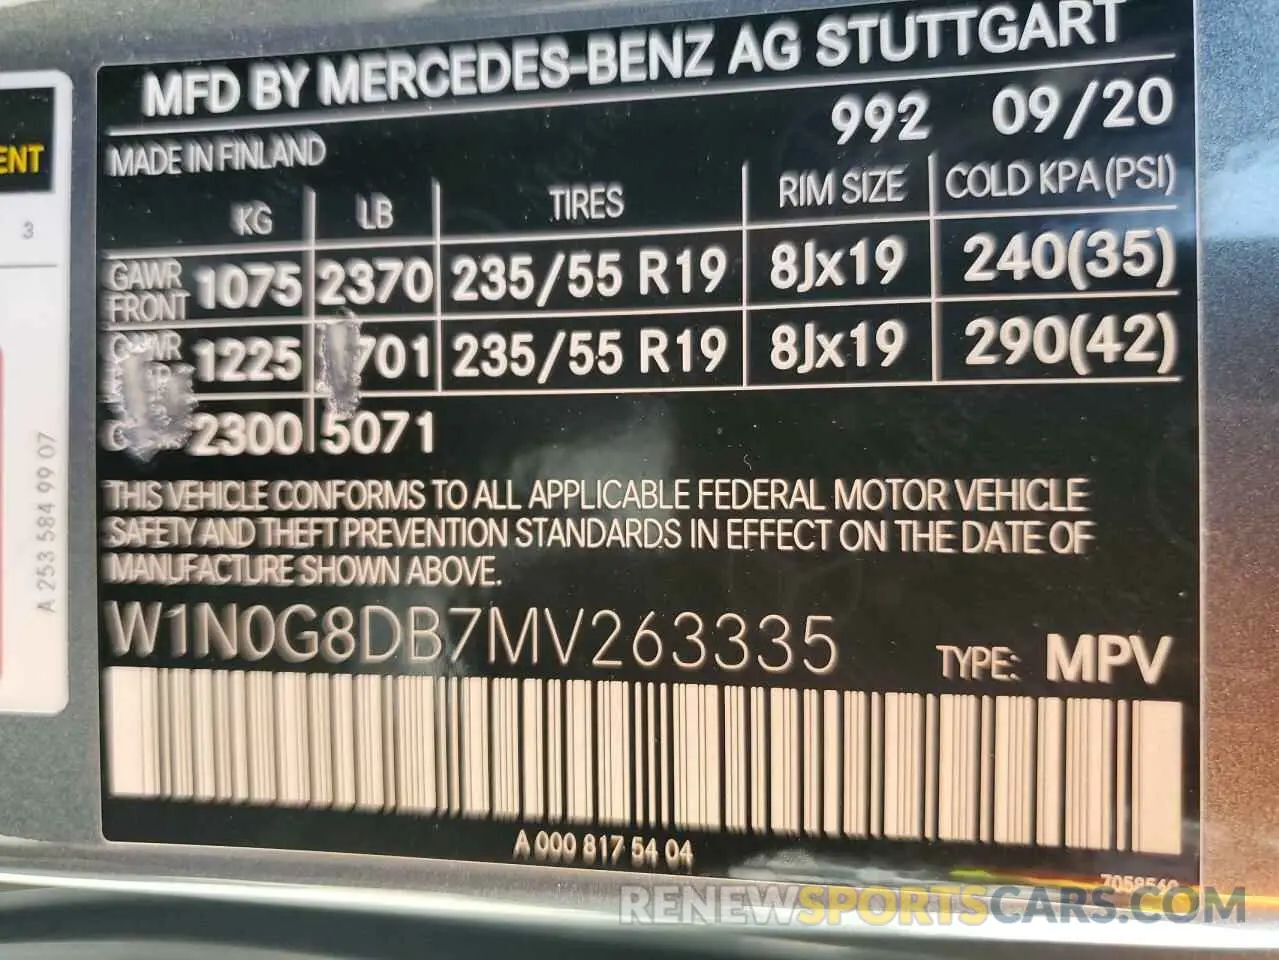 MFD BY MERCEDES-BENZ AG STUTTGART
992 09/20
MADE IN FINLAND
KG LB TIRES RIM SIZE COLD KPA (PSI)
GAWR FRONT 1075 2370 235/55 R19 8Jx19 240(35)
1225 701 235/55 R19 8Jx19 290(42)
2300 5071
THIS VEHICLE CONFORMS TO ALL APPLICABLE FEDERAL MOTOR VEHICLE
SAFETY AND THEFT PREVENTION STANDARDS IN EFFECT ON THE DATE OF
MANUFACTURE SHOWN ABOVE.
W1N0G8DB7MV263335
TYPE: MPV
A 000 817 54 04
ENT
3
A 253 584 99 07
RENEWSPORTSCARS.COM